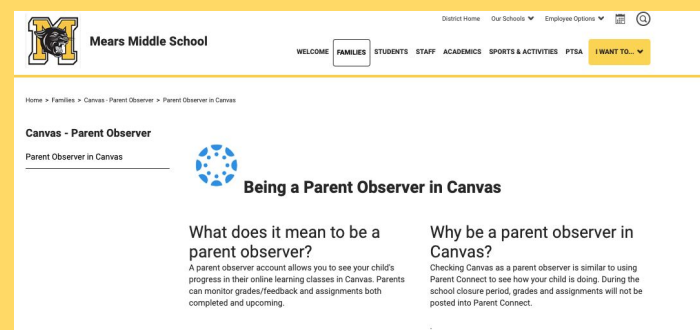 District Home Our Schools Employee Options
M
Mears Middle School
WELCOME FAMILIES STUDENTS STAFF ACADEMICS SPORTS & ACTIVITIES PTSA I WANT TO...
Home > Families > Canvas - Parent Observer > Parent Observer in Canvas
Canvas - Parent Observer
Parent Observer in Canvas
Being a Parent Observer in Canvas
What does it mean to be a
parent observer?
A parent observer account allows you to see your child's
progress in their online learning classes in Canvas. Parents
can monitor grades/feedback and assignments both
completed and upcoming.
Why be a parent observer in
Canvas?
Checking Canvas as a parent observer is similar to using
Parent Connect to see how your child is doing. During the
school closure period, grades and assignments will not be
posted into Parent Connect.